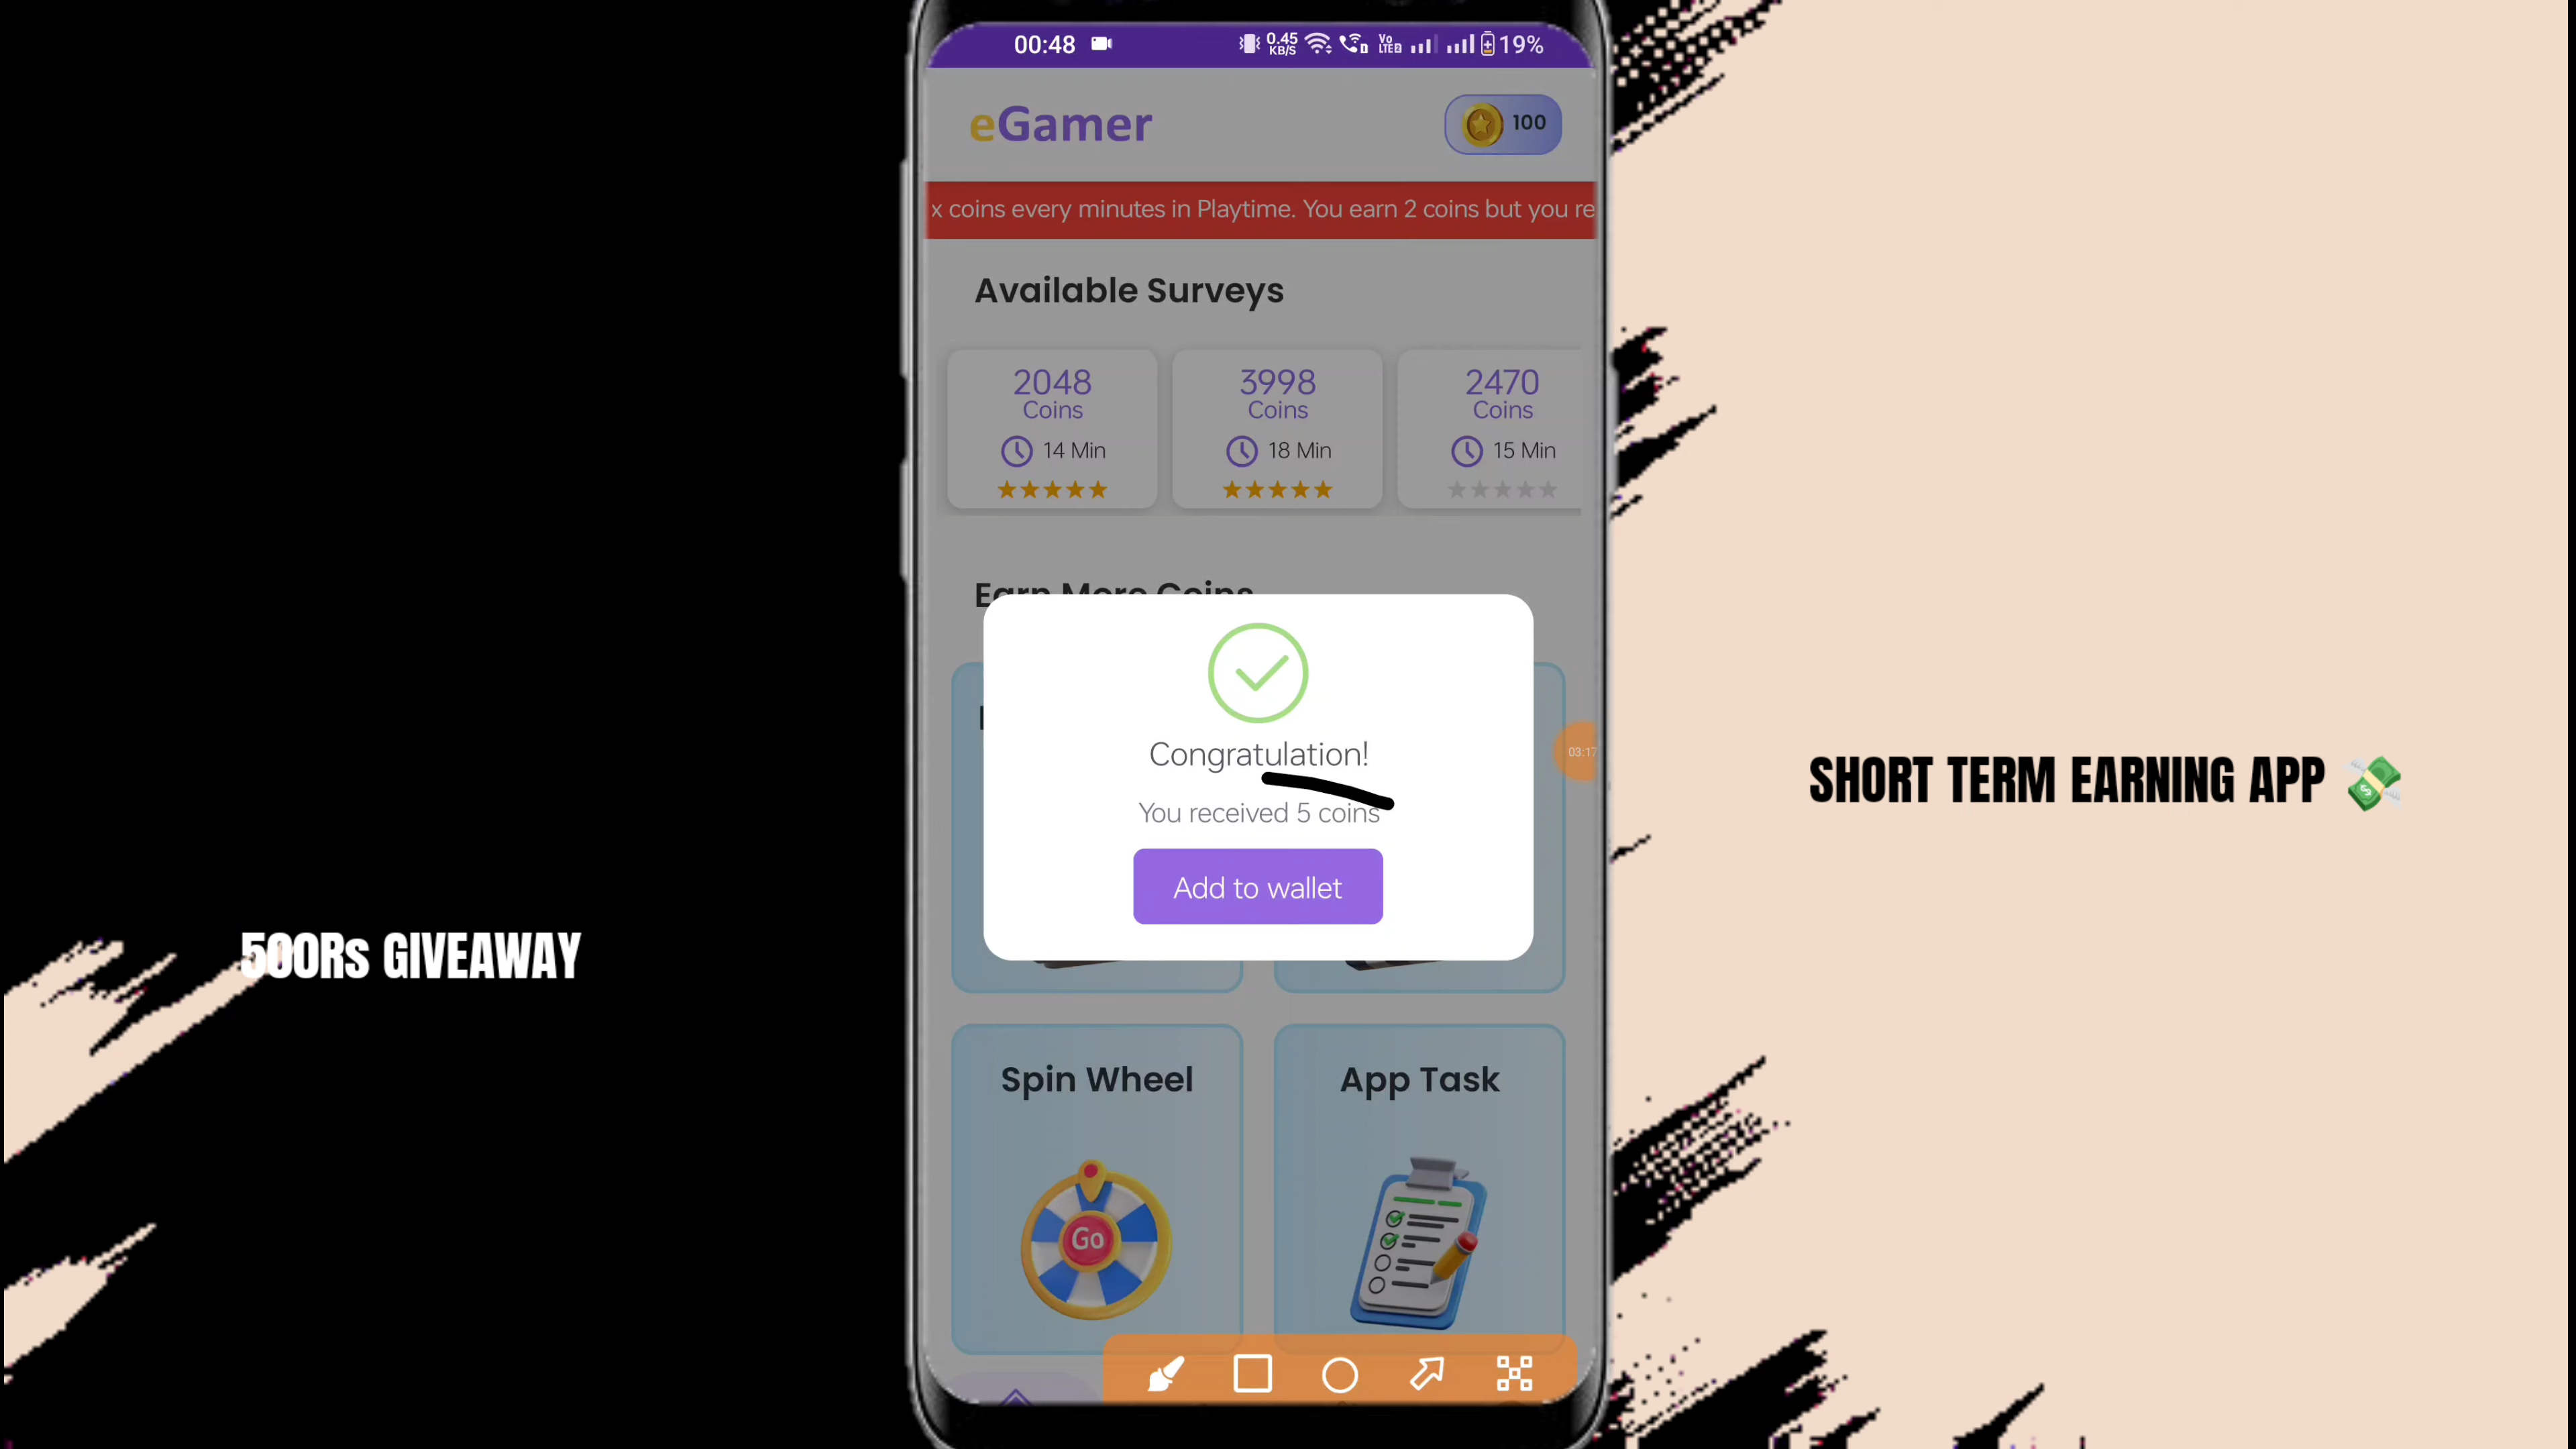 00:48
0.45
KB/S
Vo
LTE2
19%
eGamer
100
x coins every minutes in Playtime. You earn 2 coins but you re
Available Surveys
2048
Coins
14 Min
3998
Coins
18 Min
2470
Coins
15 Min
Earn More Coins
Congratulation!
You received 5 coins
Add to wallet
03:17
SHORT TERM EARNING APP 💸
500Rs GIVEAWAY
Spin Wheel
App Task
Go